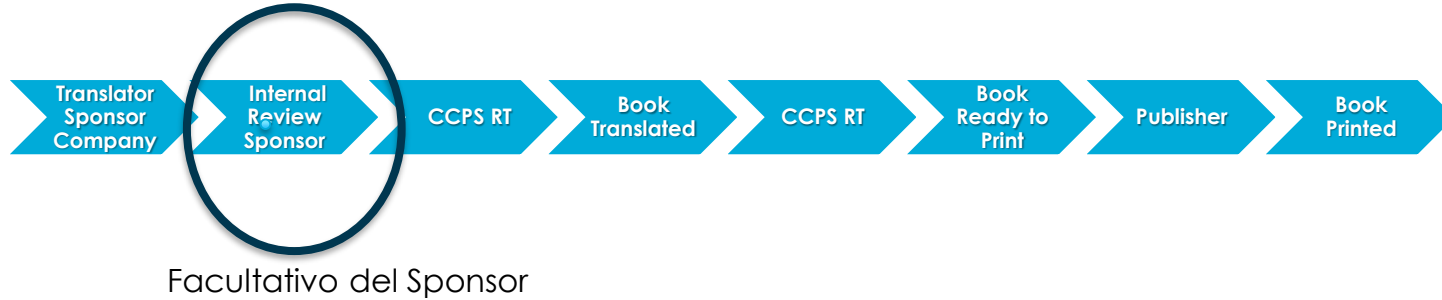 Translator
Sponsor
Company
Internal
Review
Sponsor
CCPS RT
Book
Translated
CCPS RT
Book
Ready to
Print
Publisher
Book
Printed
Facultativo del Sponsor